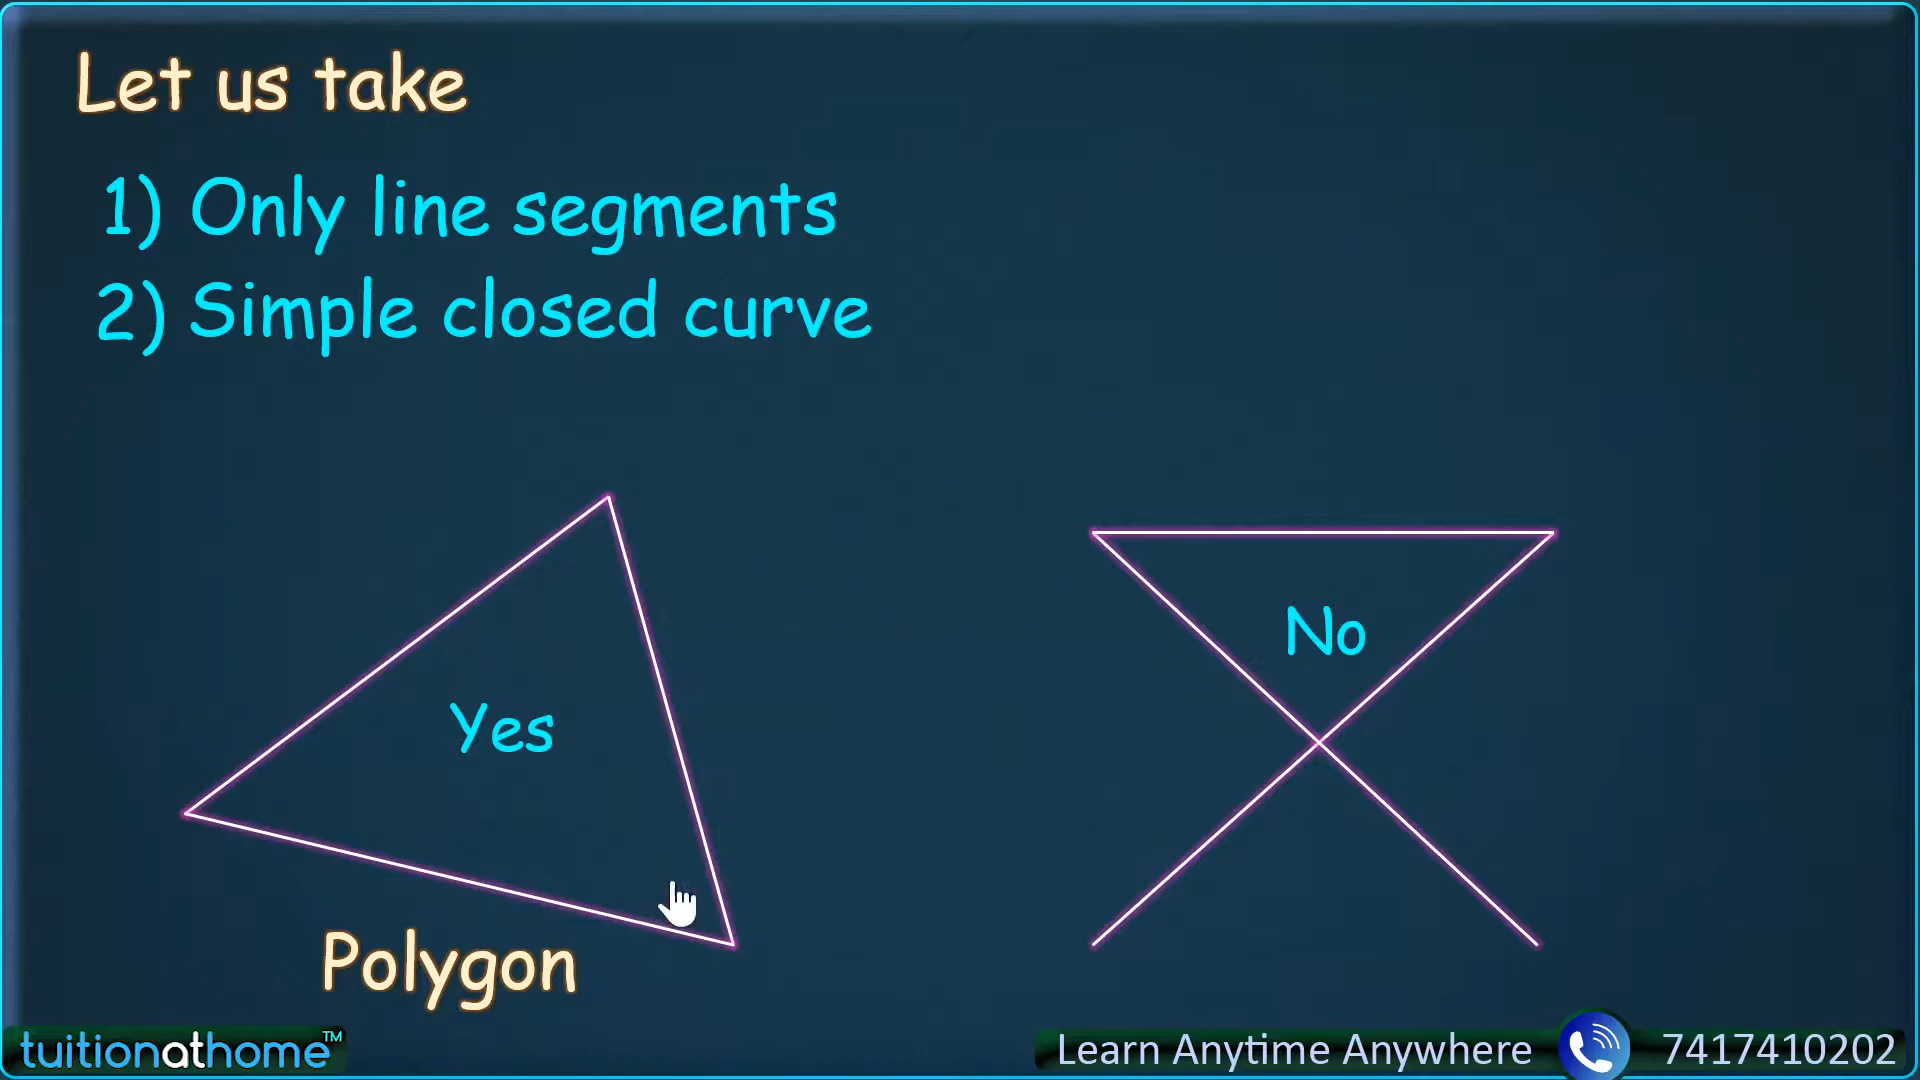 Let us take
1) Only line segments
2) Simple closed curve
No
Yes
Polygon
tuitionathome™
Learn Anytime Anywhere 7417410202